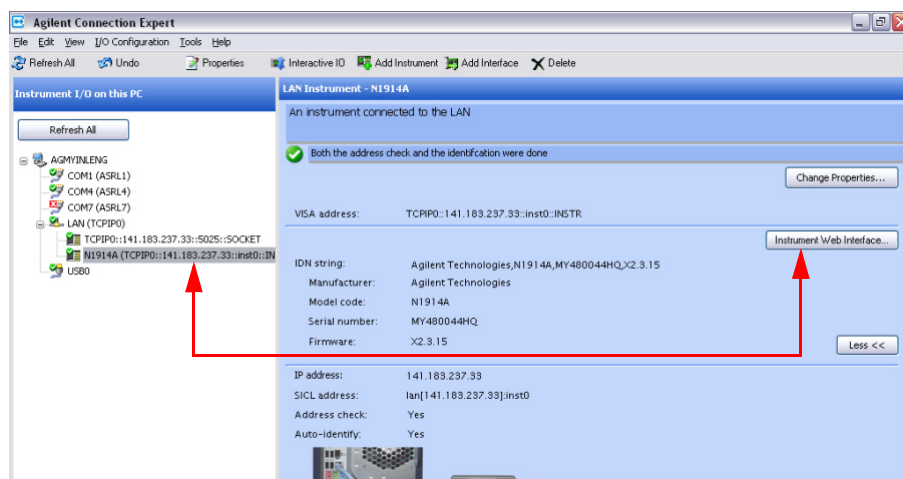 Agilent Connection Expert
File Edit View I/O Configuration Tools Help
Refresh All Undo Properties Interactive IO Add Instrument Add Interface Delete
Instrument I/O on this PC
Refresh All
AGMYINLENG
COM1 (ASRL1)
COM4 (ASRL4)
COM7 (ASRL7)
LAN (TCPIP0)
TCPIP0::141.183.237.33::5025::SOCKET
N1914A (TCPIP0::141.183.237.33::inst0::IN
USB0
LAN Instrument - N1914A
An instrument connected to the LAN
Both the address check and the identifcation were done
Change Properties...
VISA address: TCPIP0::141.183.237.33::inst0::INSTR
Instrument Web Interface...
IDN string: Agilent Technologies,N1914A,MY480044HQ,X2.3.15
Manufacturer: Agilent Technologies
Model code: N1914A
Serial number: MY480044HQ
Firmware: X2.3.15
Less <<
IP address: 141.183.237.33
SICL address: lan[141.183.237.33]:inst0
Address check: Yes
Auto-identify: Yes